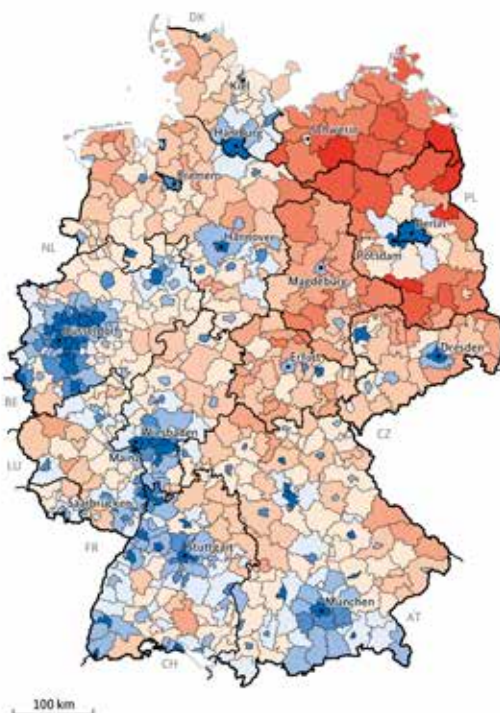 DK
Kiel
Schwerin
Hamburg
Bremen
PL
Berlin
Hannover
Potsdam
NL
Magdeburg
Düsseldorf
Dresden
Erfurt
BE
CZ
Wiesbaden
Mainz
LU
Saarbrücken
FR
Stuttgart
München
AT
CH
100 km